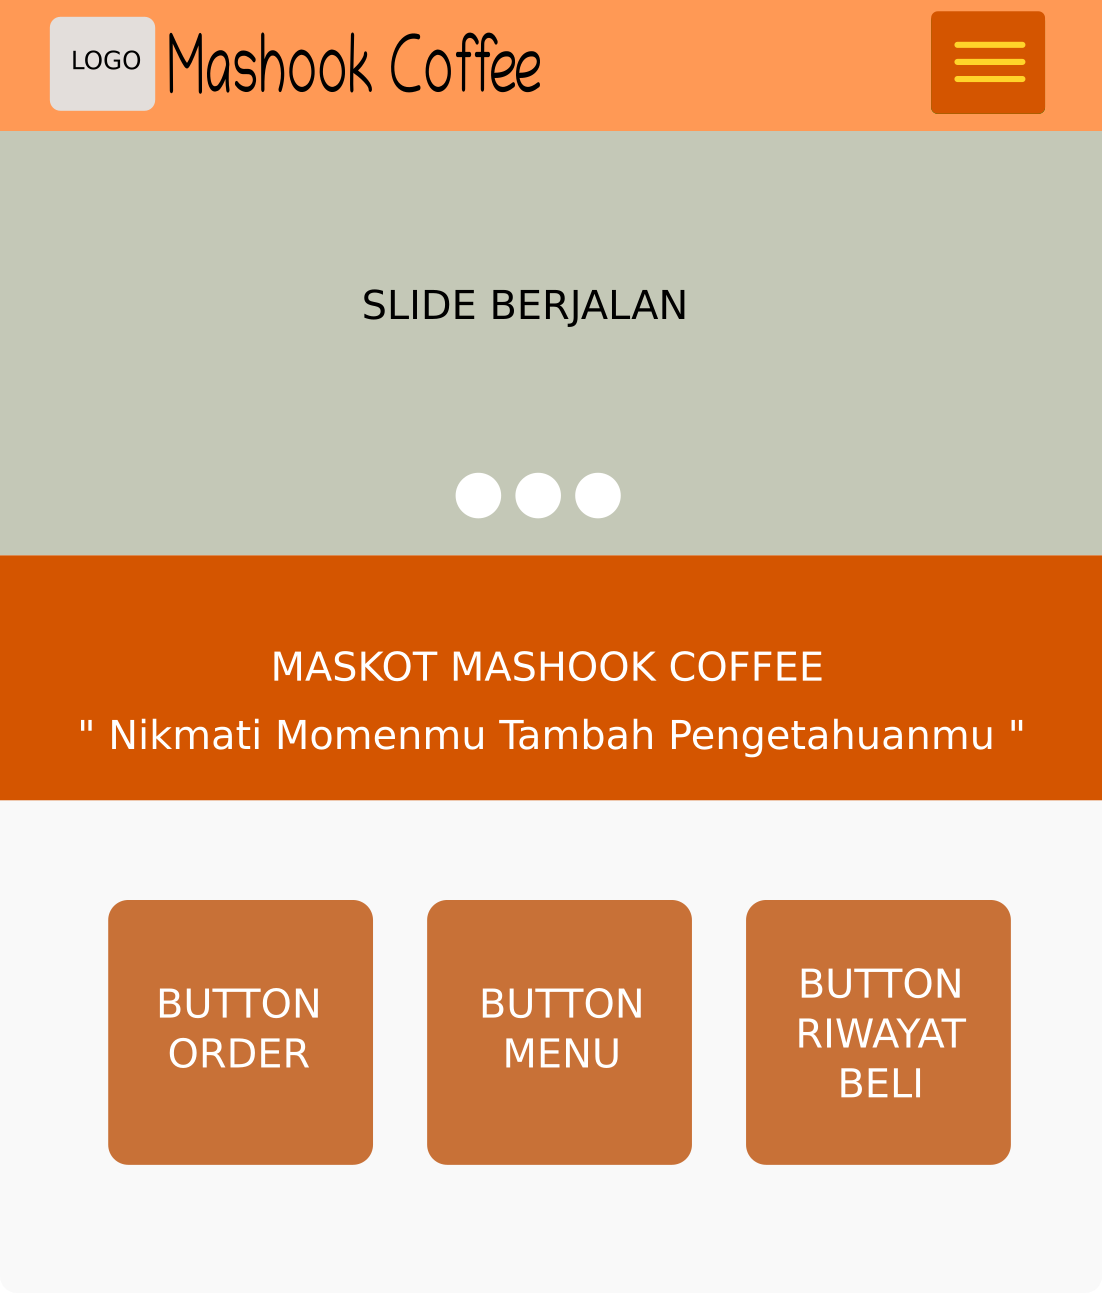 LOGO
Mashook Coffee
SLIDE BERJALAN
MASKOT MASHOOK COFFEE
" Nikmati Momenmu Tambah Pengetahuanmu "
BUTTON
ORDER
BUTTON
MENU
BUTTON
RIWAYAT
BELI